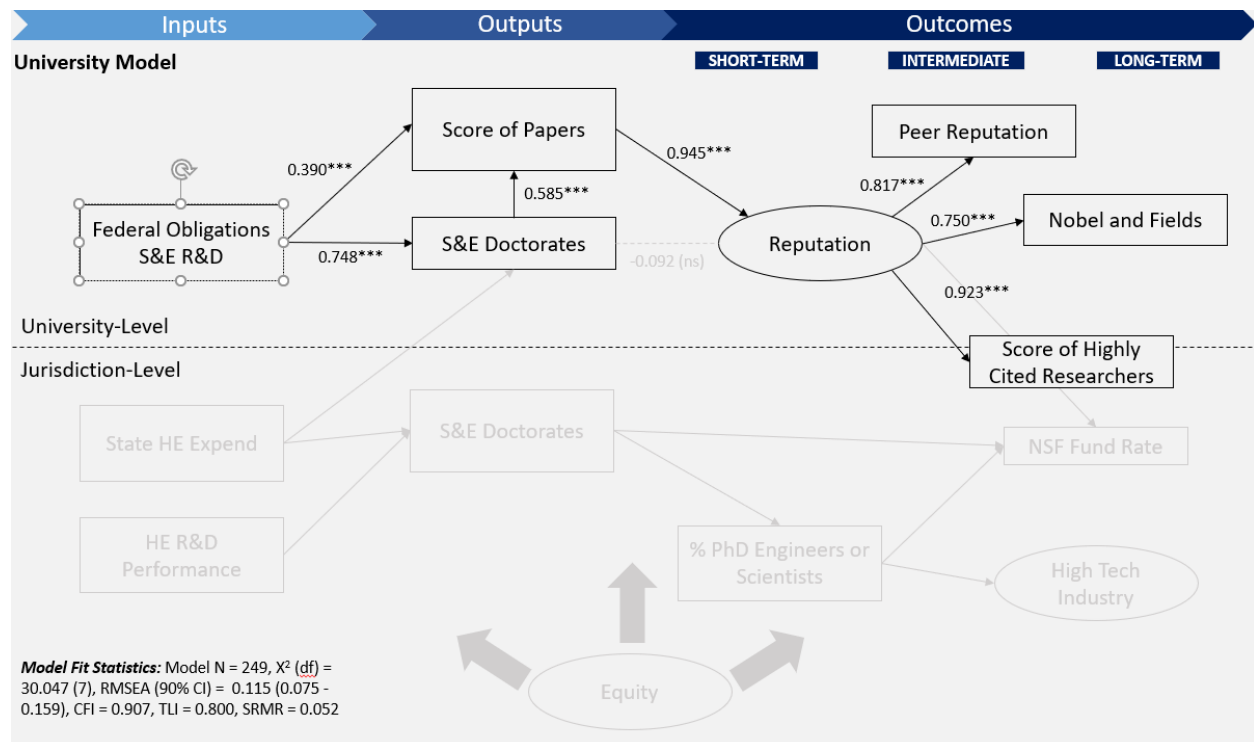 Inputs
Outputs
Outcomes
University Model
SHORT-TERM
INTERMEDIATE
LONG-TERM
Score of Papers
Peer Reputation
0.390***
0.945***
0.817***
0.585***
Federal Obligations
S&E R&D
S&E Doctorates
Reputation
0.750***
Nobel and Fields
0.748***
-0.092 (ns)
0.923***
University-Level
Score of Highly
Cited Researchers
Jurisdiction-Level
State HE Expend
S&E Doctorates
NSF Fund Rate
HE R&D
Performance
% PhD Engineers or
Scientists
High Tech
Industry
Model Fit Statistics: Model N = 249, X² (df) =
30.047 (7), RMSEA (90% CI) = 0.115 (0.075 -
0.159), CFI = 0.907, TLI = 0.800, SRMR = 0.052
Equity